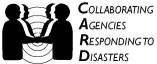 COLLABORATING
AGENCIES
RESPONDING TO
DISASTERS